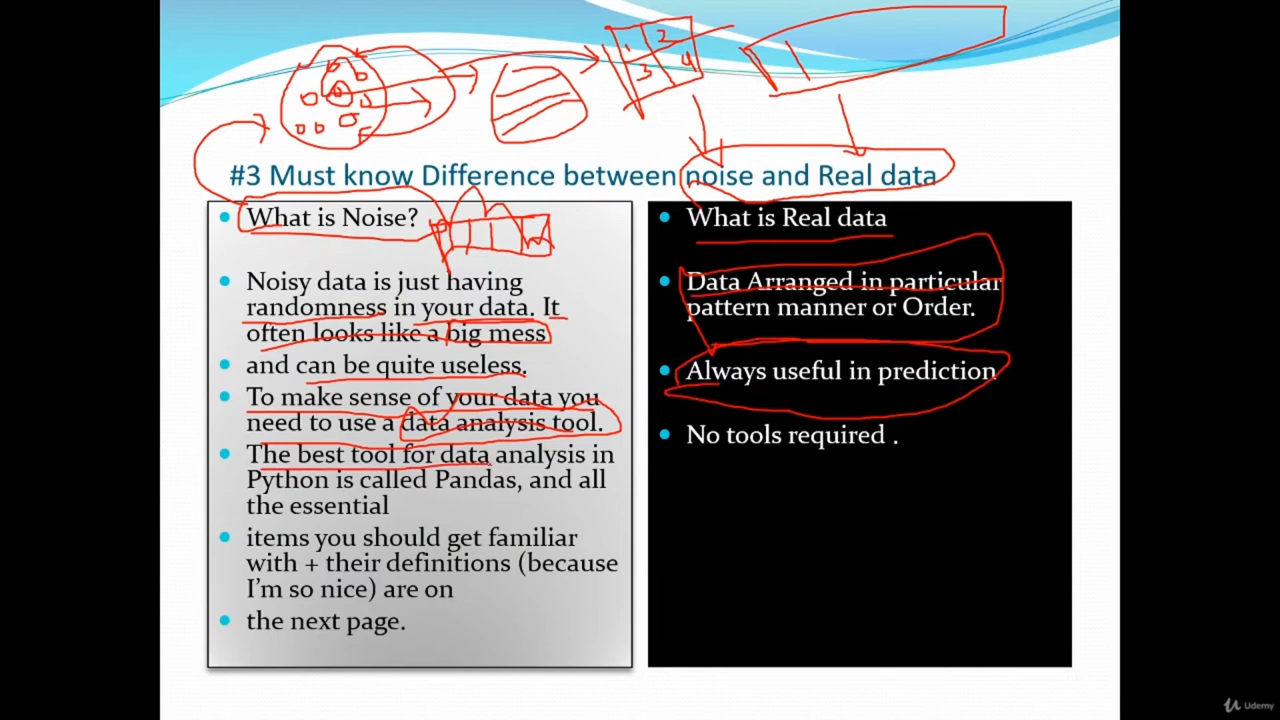 1 2
3 4
#3 Must know Difference between noise and Real data
What is Noise?
Noisy data is just having
randomness in your data. It
often looks like a big mess
and can be quite useless.
To make sense of your data you
need to use a data analysis tool.
The best tool for data analysis in
Python is called Pandas, and all
the essential
items you should get familiar
with + their definitions (because
I'm so nice) are on
the next page.
What is Real data
Data Arranged in particular
pattern manner or Order.
Always useful in prediction
No tools required .
Udemy